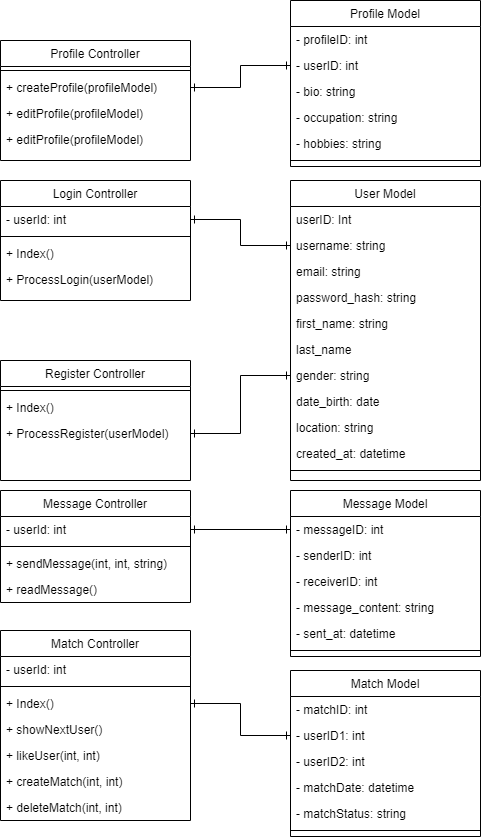 Profile Model
- profileID: int
- userID: int
- bio: string
- occupation: string
- hobbies: string
Profile Controller
+ createProfile(profileModel)
+ editProfile(profileModel)
+ editProfile(profileModel)
Login Controller
- userId: int
+ Index()
+ ProcessLogin(userModel)
User Model
userID: Int
username: string
email: string
password_hash: string
first_name: string
last_name
gender: string
date_birth: date
location: string
created_at: datetime
Register Controller
+ Index()
+ ProcessRegister(userModel)
Message Controller
- userId: int
+ sendMessage(int, int, string)
+ readMessage()
Message Model
- messageID: int
- senderID: int
- receiverID: int
- message_content: string
- sent_at: datetime
Match Controller
- userId: int
+ Index()
+ showNextUser()
+ likeUser(int, int)
+ createMatch(int, int)
+ deleteMatch(int, int)
Match Model
- matchID: int
- userID1: int
- userID2: int
- matchDate: datetime
- matchStatus: string